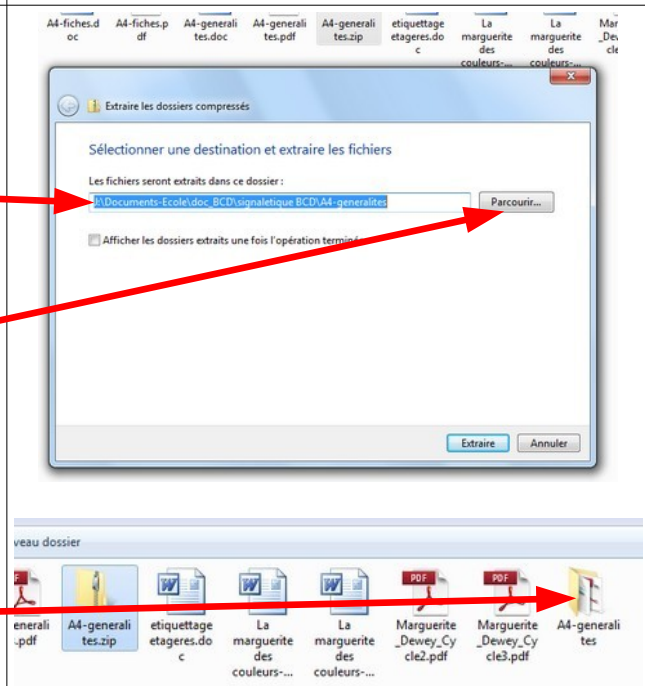 A4-fiches.d A4-fiches.p A4-generali A4-generali A4-generali etiquettage La La Mar
oc df tes.doc tes.pdf tes.zip etageres.do marguerite marguerite _Dew
c des des cle
couleurs-... couleurs-...
Extraire les dossiers compressés
Sélectionner une destination et extraire les fichiers
Les fichiers seront extraits dans ce dossier :
:\Documents-Ecole\doc_BCD\signaletique BCD\A4-generalites
Parcourir...
Afficher les dossiers extraits une fois l'opération terminée
Extraire Annuler
veau dossier
enerali A4-generali etiquettage La La Marguerite Marguerite A4-generali
.pdf tes.zip etageres.do marguerite marguerite _Dewey_Cy _Dewey_Cy tes
c des des cle2.pdf cle3.pdf
couleurs-... couleurs-...